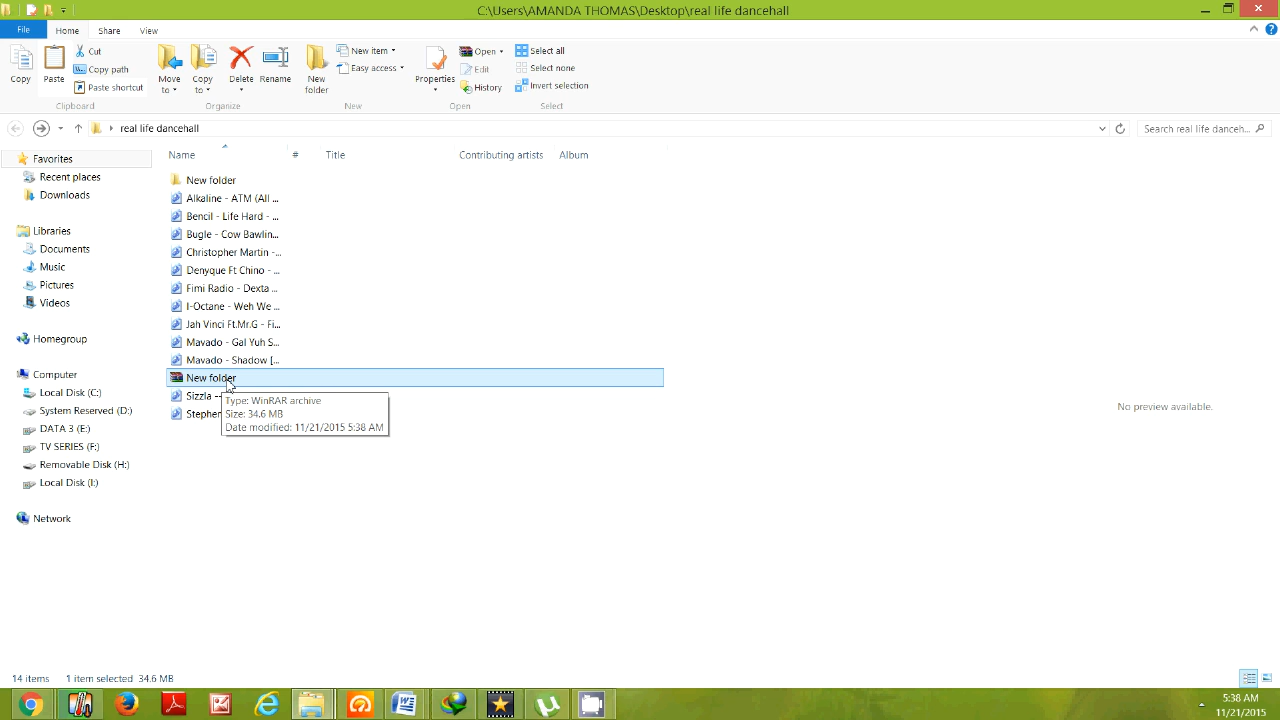 C:\Users\AMANDA THOMAS\Desktop\real life dancehall
File Home Share View
Copy
Paste
Cut
Copy path
Paste shortcut
Clipboard
Move to
Copy to
Delete
Rename
Organize
New folder
New item
Easy access
New
Properties
Open
Edit
History
Open
Select all
Select none
Invert selection
Select
real life dancehall
Search real life danceh...
Favorites
Recent places
Downloads
Libraries
Documents
Music
Pictures
Videos
Homegroup
Computer
Local Disk (C:)
System Reserved (D:)
DATA 3 (E:)
TV SERIES (F:)
Removable Disk (H:)
Local Disk (I:)
Network
Name # Title Contributing artists Album
New folder
Alkaline - ATM (All ...
Bencil - Life Hard - ...
Bugle - Cow Bawlin...
Christopher Martin -...
Denyque Ft Chino - ...
Fimi Radio - Dexta ...
I-Octane - Weh We ...
Jah Vinci Ft.Mr.G - Fi...
Mavado - Gal Yuh S...
Mavado - Shadow [...
New folder
Sizzla --
Stephen
Type: WinRAR archive
Size: 34.6 MB
Date modified: 11/21/2015 5:38 AM
No preview available.
14 items 1 item selected 34.6 MB
5:38 AM
11/21/2015